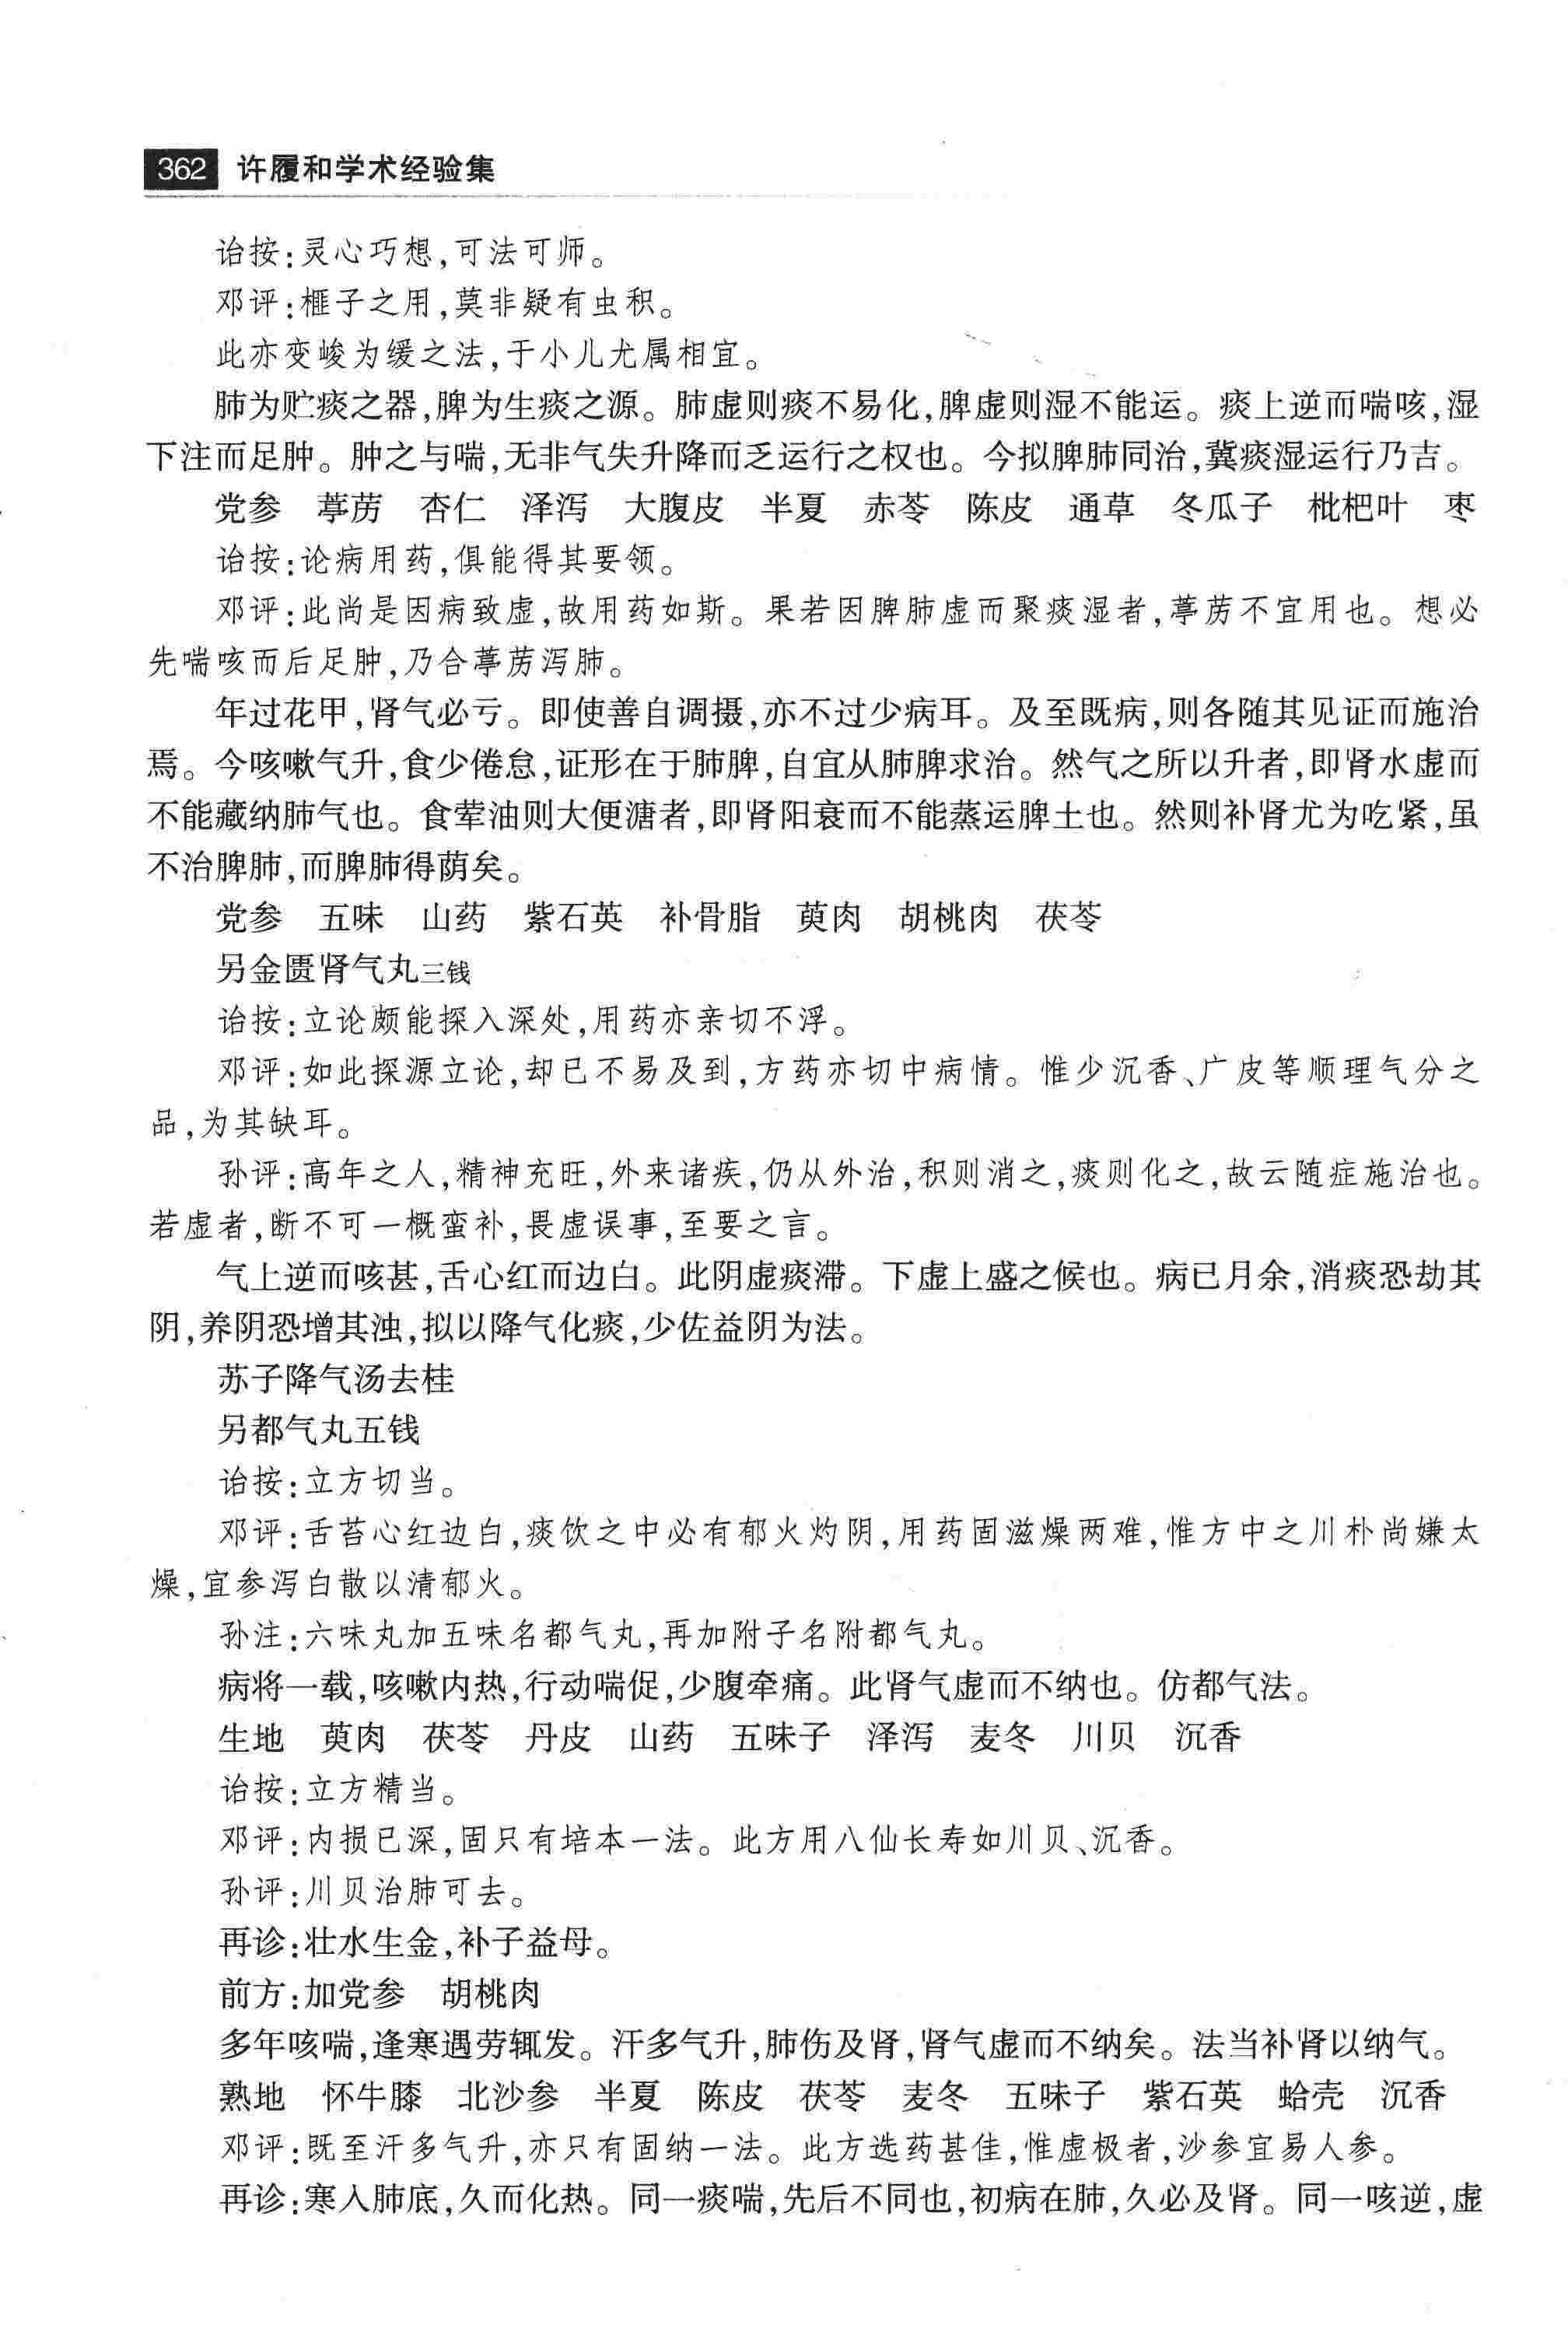 362 许履和学术经验集
诒按:灵心巧想,可法可师。
邓评:榧子之用,莫非疑有虫积。
此亦变峻为缓之法,于小儿尤属相宜。
肺为贮痰之器,脾为生痰之源。肺虚则痰不易化,脾虚则湿不能运。痰上逆而喘咳,湿
下注而足肿。肿之与喘,无非气失升降而乏运行之权也。今拟脾肺同治,冀痰湿运行乃吉。
党参 葶苈 杏仁 泽泻 大腹皮 半夏 赤苓 陈皮 通草 冬瓜子 枇杷叶 枣
诒按:论病用药,俱能得其要领。
邓评:此尚是因病致虚,故用药如斯。果若因脾肺虚而聚痰湿者,葶苈不宜用也。想必
先喘咳而后足肿,乃合葶苈泻肺。
年过花甲,肾气必亏。即使善自调摄,亦不过少病耳。及至既病,则各随其见证而施治
焉。今咳嗽气升,食少倦怠,证形在于肺脾,自宜从肺脾求治。然气之所以升者,即肾水虚而
不能藏纳肺气也。食荤油则大便溏者,即肾阳衰而不能蒸运脾土也。然则补肾尤为吃紧,虽
不治脾肺,而脾肺得荫矣。
党参 五味 山药 紫石英 补骨脂 萸肉 胡桃肉 茯苓
另金匮肾气丸三钱
诒按:立论颇能探入深处,用药亦亲切不浮。
邓评:如此探源立论,却已不易及到,方药亦切中病情。惟少沉香、广皮等顺理气分之
品,为其缺耳。
孙评:高年之人,精神充旺,外来诸疾,仍从外治,积则消之,痰则化之,故云随症施治也。
若虚者,断不可一概蛮补,畏虚误事,至要之言。
气上逆而咳甚,舌心红而边白。此阴虚痰滞。下虚上盛之候也。病已月余,消痰恐劫其
阴,养阴恐增其浊,拟以降气化痰,少佐益阴为法。
苏子降气汤去桂
另都气丸五钱
诒按:立方切当。
邓评:舌苔心红边白,痰饮之中必有郁火灼阴,用药固滋燥两难,惟方中之川朴尚嫌太
燥,宜参泻白散以清郁火。
孙注:六味丸加五味名都气丸,再加附子名附都气丸。
病将一载,咳嗽内热,行动喘促,少腹牵痛。此肾气虚而不纳也。仿都气法。
生地 萸肉 茯苓 丹皮 山药 五味子 泽泻 麦冬 川贝 沉香
诒按:立方精当。
邓评:内损已深,固只有培本一法。此方用八仙长寿如川贝、沉香。
孙评:川贝治肺可去。
再诊:壮水生金,补子益母。
前方:加党参 胡桃肉
多年咳喘,逢寒遇劳辄发。汗多气升,肺伤及肾,肾气虚而不纳矣。法当补肾以纳气。
熟地 怀牛膝 北沙参 半夏 陈皮 茯苓 麦冬 五味子 紫石英 蛤壳 沉香
邓评:既至汗多气升,亦只有固纳一法。此方选药甚佳,惟虚极者,沙参宜易人参。
再诊:寒入肺底,久而化热。同一痰喘,先后不同也,初病在肺,久必及肾。同一咳逆,虚